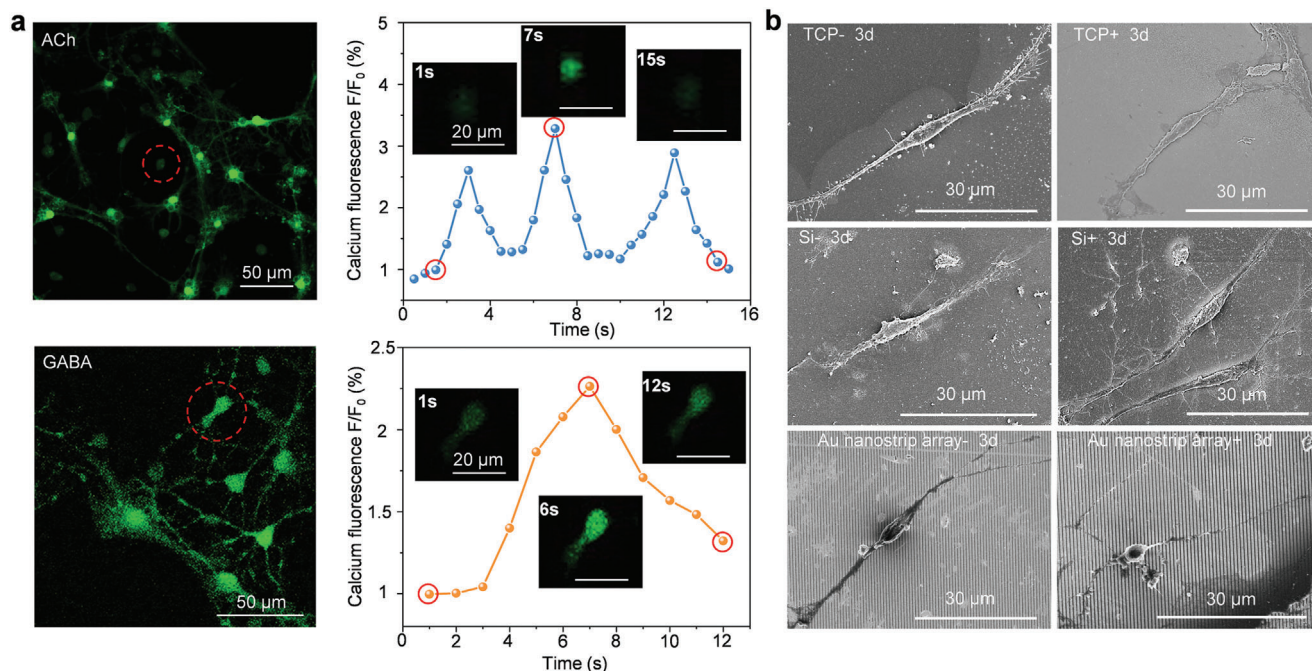 a
ACh
50 µm
Calcium fluorescence F/F0 (%)
5
4
3
2
1
0
0
4
8
12
16
Time (s)
1s
20 µm
7s
15s
GABA
50 µm
Calcium fluorescence F/F0 (%)
2.5
2
1.5
1
0
2
4
6
8
10
12
Time (s)
1s
20 µm
6s
12s
b
TCP- 3d
30 µm
TCP+ 3d
30 µm
Si- 3d
30 µm
Si+ 3d
30 µm
Au nanostrip array- 3d
30 µm
Au nanostrip array+ 3d
30 µm